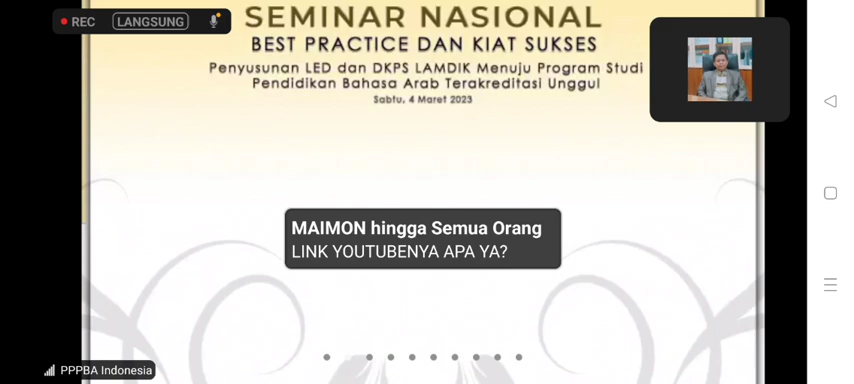 REC
LANGSUNG
SEMINAR NASIONAL
BEST PRACTICE DAN KIAT SUKSES
Penyusunan LED dan DKPS LAMDIK Menuju Program Studi
Pendidikan Bahasa Arab Terakreditasi Unggul
Sabtu, 4 Maret 2023
MAIMON hingga Semua Orang
LINK YOUTUBENYA APA YA?
PPPBA Indonesia